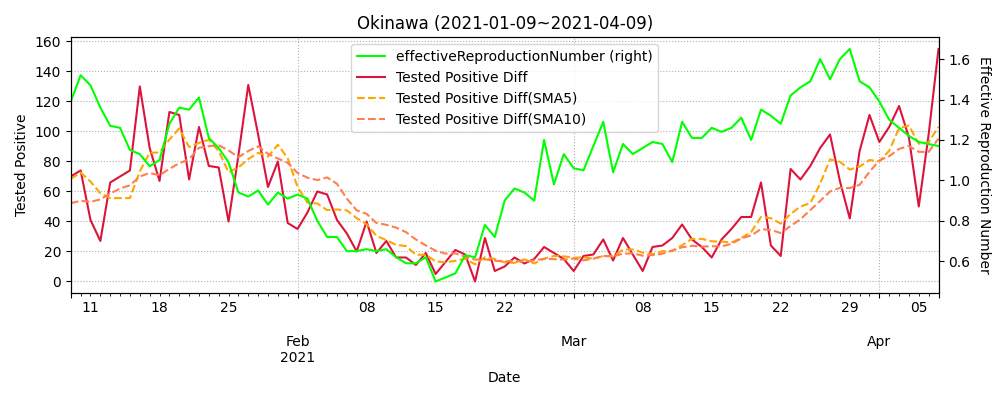 Okinawa (2021-01-09~2021-04-09)
effectiveReproductionNumber (right)
Tested Positive Diff
Tested Positive Diff(SMA5)
Tested Positive Diff(SMA10)
Tested Positive
160
140
120
100
80
60
40
20
0
1.6
1.4
1.2
1.0
0.8
0.6
Effective Reproduction Number
11 18 25 08 15 22 08 15 22 29 05
Feb Mar Apr
2021
Date